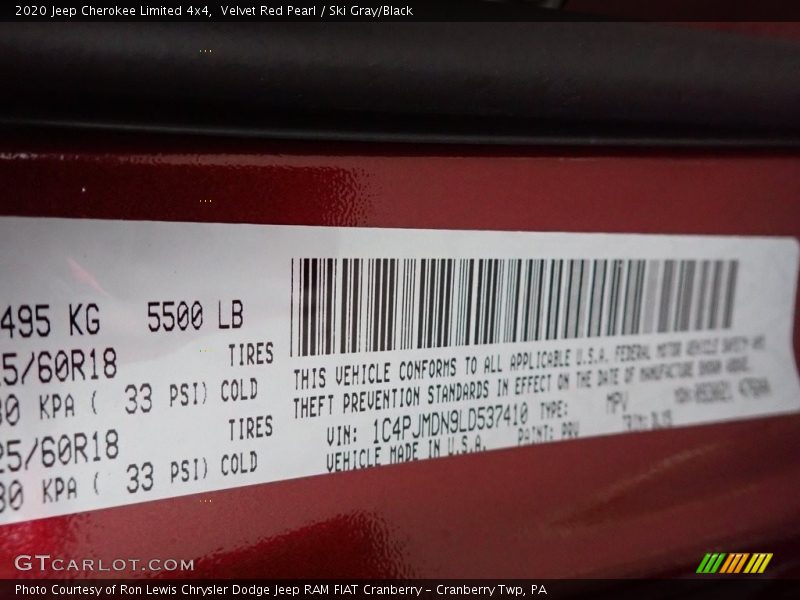 2020 Jeep Cherokee Limited 4x4,  Velvet Red Pearl / Ski Gray/Black
495 KG 5500 LB
5/60R18 TIRES
30 KPA ( 33 PSI) COLD
25/60R18 TIRES
30 KPA ( 33 PSI) COLD
THIS VEHICLE CONFORMS TO ALL APPLICABLE U.S.A. FEDERAL MOTOR VEHICLE SAFETY AND
THEFT PREVENTION STANDARDS IN EFFECT ON THE DATE OF MANUFACTURE SHOWN ABOVE.
VIN: 1C4PJMDN9LD537410 TYPE: MPV
VEHICLE MADE IN U.S.A. PAINT: PRV
GTCARLOT.COM
Photo Courtesy of Ron Lewis Chrysler Dodge Jeep RAM FIAT Cranberry – Cranberry Twp, PA